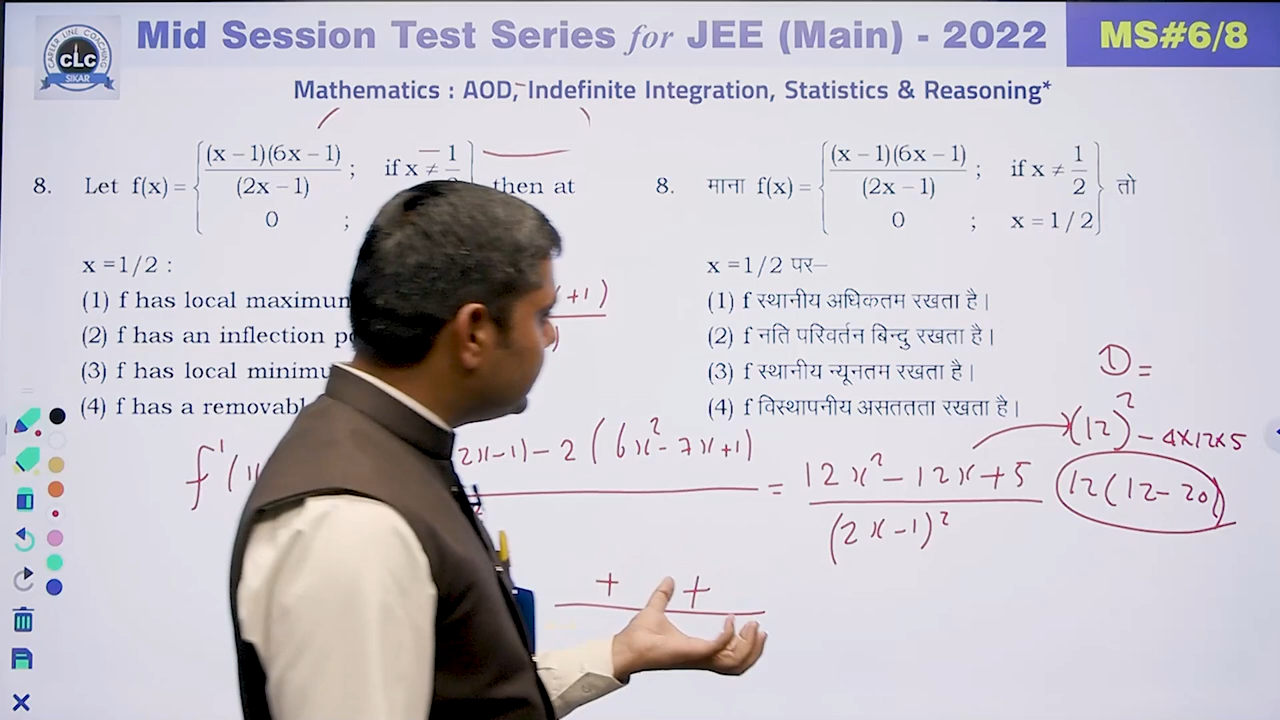 CAREER LINE COACHING
CLC
SIKAR
Mid Session Test Series for JEE (Main) - 2022
MS#6/8
Mathematics : AOD, Indefinite Integration, Statistics & Reasoning*
8. Let f(x) = { (x – 1)(6x – 1) / (2x – 1) ; if x ≠ 1
0 ;
then at
x =1/2 :
(1) f has local
(2) f has an inflection
(3) f has local
(4) f has a
8. माना f(x) = { (x – 1)(6x – 1) / (2x – 1) ; if x ≠ 1/2
0 ; x = 1/2 } तो
x =1/2 पर–
(1) f स्थानीय अधिकतम रखता है।
(2) f नति परिवर्तन बिन्दु रखता है।
(3) f स्थानीय न्यूनतम रखता है।
(4) f विस्थापनीय असततता रखता है।
+1)
D =
(12)² – 4×12×5
12(12–20)
f'(
2x–1) – 2 (6x² – 7x+1)
= 12x² – 12x + 5
(2x–1)²
+ +